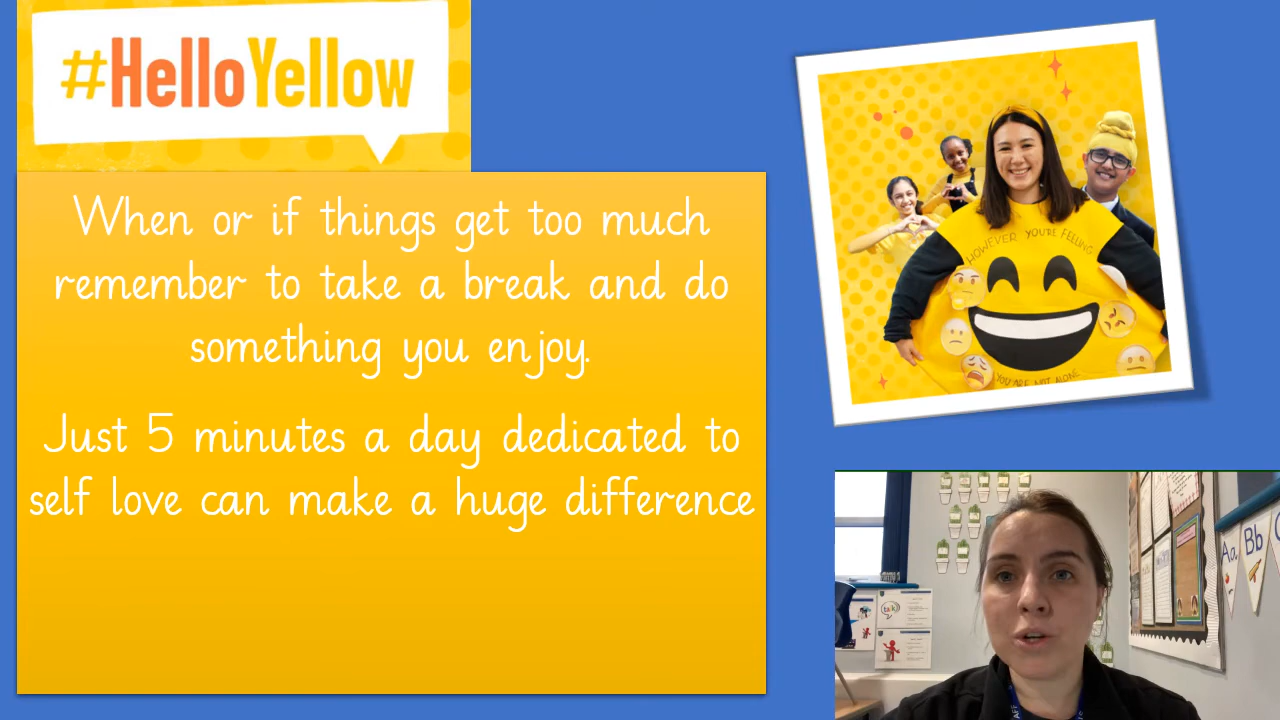 #HelloYellow
When or if things get too much
remember to take a break and do
something you enjoy.
Just 5 minutes a day dedicated to
self love can make a huge difference
HOWEVER YOU'RE FEELING
YOU ARE NOT ALONE
talk
Aa
Bb